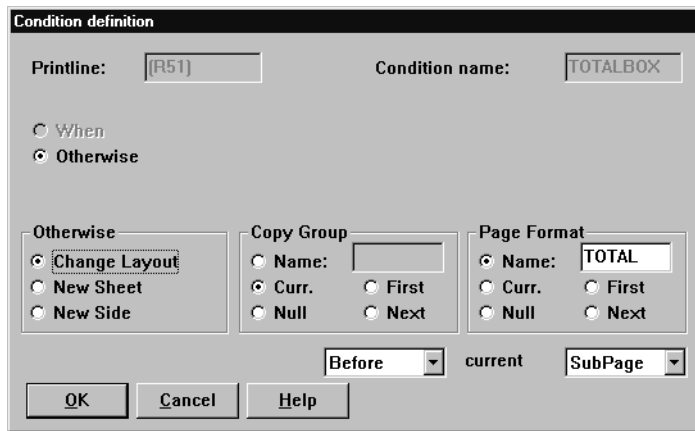 Condition definition
Printline: (R51) Condition name: TOTALBOX
When
Otherwise
Otherwise Copy Group Page Format
Change Layout Name: Name: TOTAL
New Sheet Curr. First Curr. First
New Side Null Next Null Next
Before current SubPage
OK Cancel Help